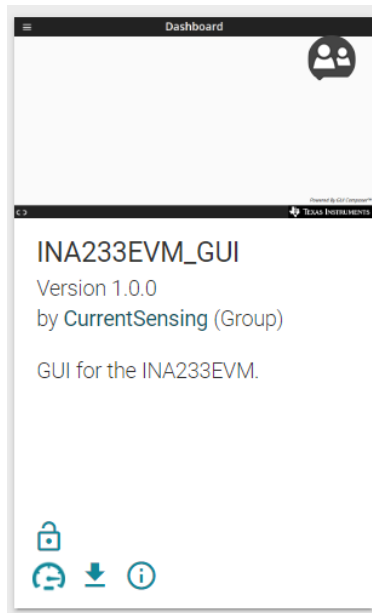 Dashboard
Powered By GUI Composer™
TEXAS INSTRUMENTS
INA233EVM_GUI
Version 1.0.0
by CurrentSensing (Group)
GUI for the INA233EVM.